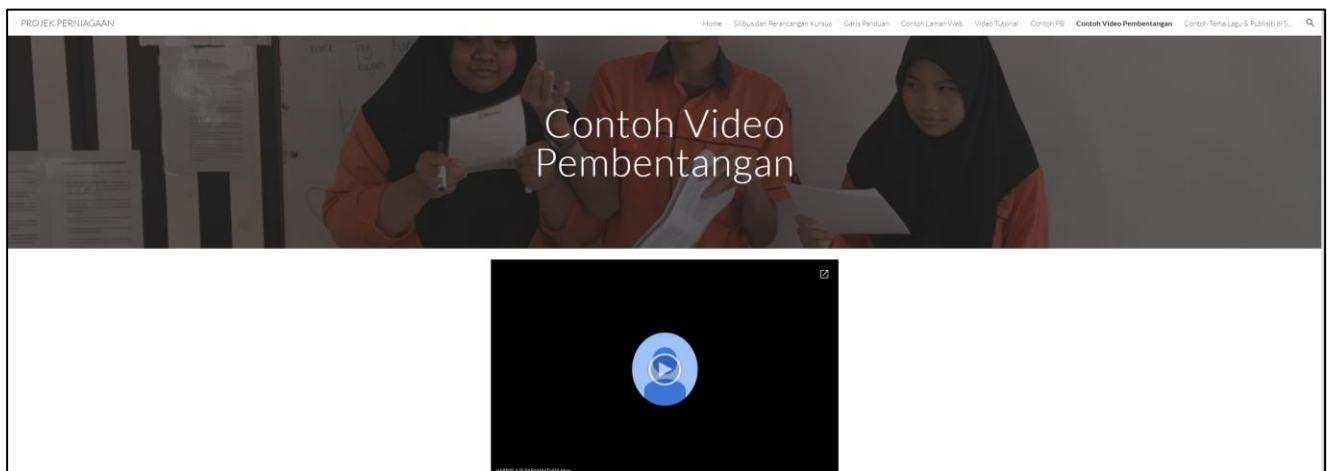 PROJEK PERNIAGAAN
Home Silibus dan Perancangan Kursus Garis Panduan Contoh Laman Web Video Tutorial Contoh PB Contoh Video Pembentangan Contoh Tema Lagu & Publisiti di S...
Contoh Video
Pembentangan